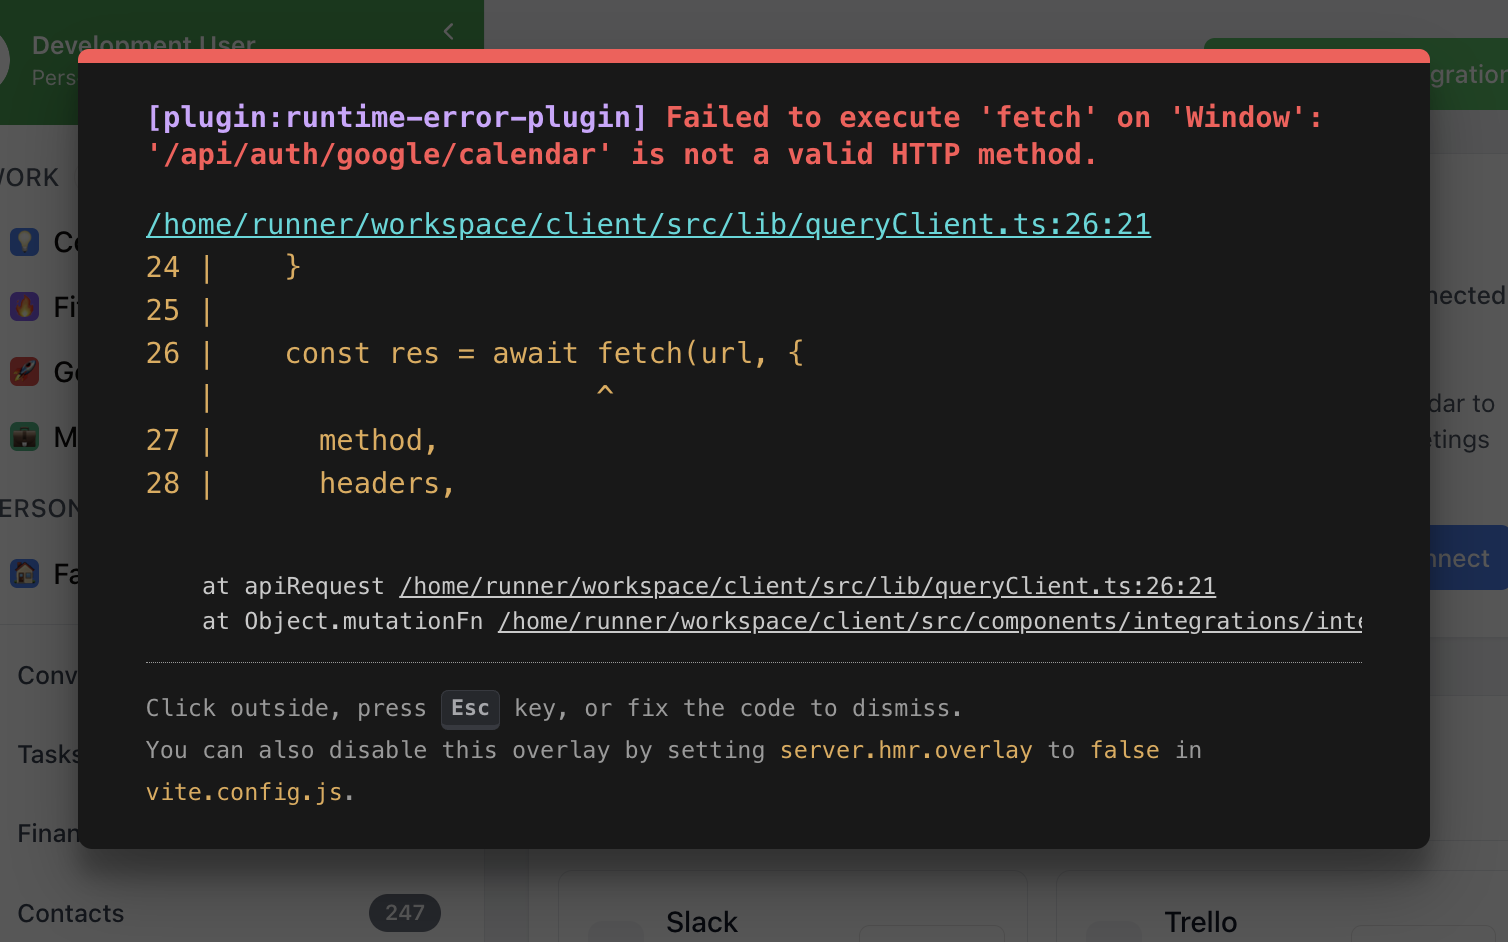 Development User
Pers
gration
[plugin:runtime-error-plugin] Failed to execute 'fetch' on 'Window':
'/api/auth/google/calendar' is not a valid HTTP method.
/home/runner/workspace/client/src/lib/queryClient.ts:26:21
24 |    }
25 |
26 |    const res = await fetch(url, {
   |                      ^
27 |      method,
28 |      headers,
at apiRequest /home/runner/workspace/client/src/lib/queryClient.ts:26:21
at Object.mutationFn /home/runner/workspace/client/src/components/integrations/inte
Click outside, press Esc key, or fix the code to dismiss.
You can also disable this overlay by setting server.hmr.overlay to false in
vite.config.js.
ORK
Co
Fi
Go
M
ERSON
Fa
nected
dar to
etings
nnect
Conv
Tasks
Finan
Contacts
247
Slack
Trello